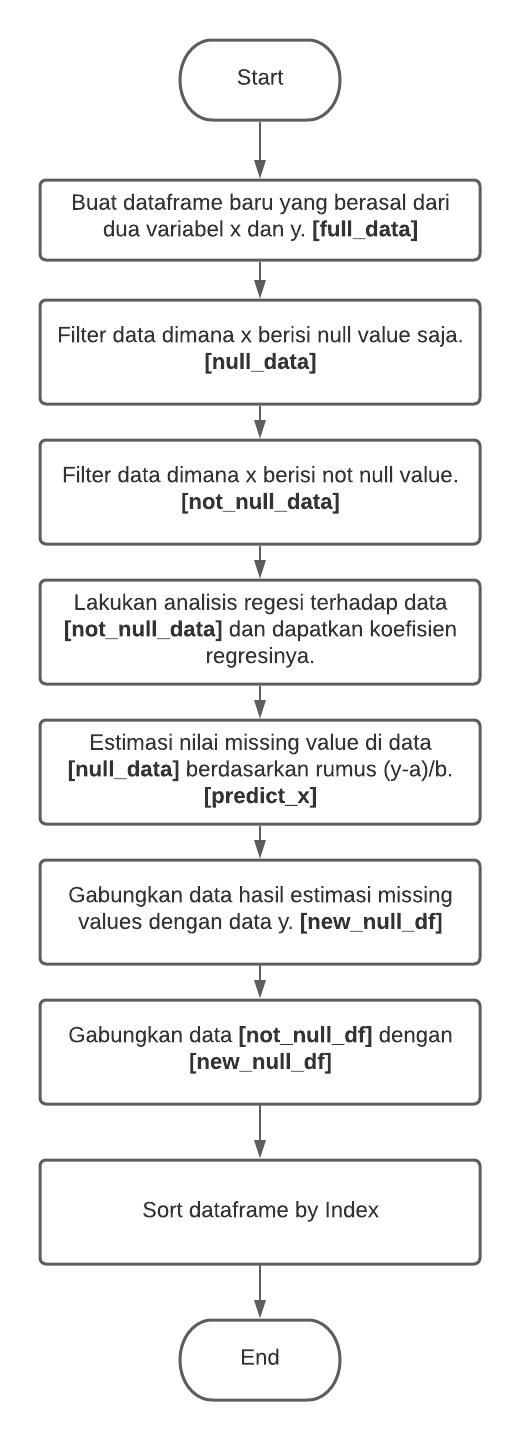 Start
Buat dataframe baru yang berasal dari
dua variabel x dan y. [full_data]
Filter data dimana x berisi null value saja.
[null_data]
Filter data dimana x berisi not null value.
[not_null_data]
Lakukan analisis regesi terhadap data
[not_null_data] dan dapatkan koefisien
regresinya.
Estimasi nilai missing value di data
[null_data] berdasarkan rumus (y-a)/b.
[predict_x]
Gabungkan data hasil estimasi missing
values dengan data y. [new_null_df]
Gabungkan data [not_null_df] dengan
[new_null_df]
Sort dataframe by Index
End